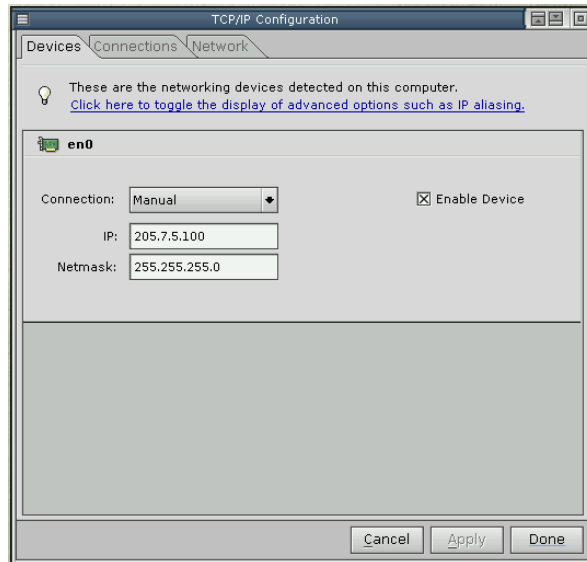 TCP/IP Configuration
Devices Connections Network
These are the networking devices detected on this computer.
Click here to toggle the display of advanced options such as IP aliasing.
en0
Connection: Manual Enable Device
IP: 205.7.5.100
Netmask: 255.255.255.0
Cancel Apply Done